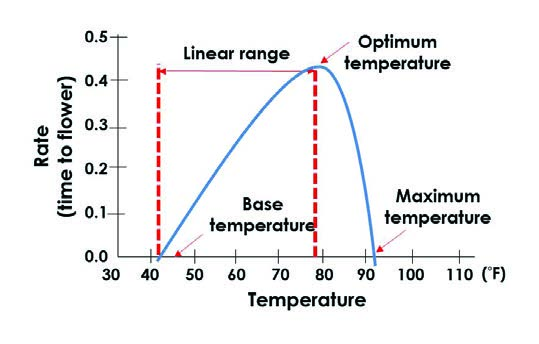 0.5
Linear range
Optimum
temperature
0.4
0.3
0.2
0.1
0.0
Rate
(time to flower)
Base
temperature
Maximum
temperature
30 40 50 60 70 80 90 100 110 (°F)
Temperature